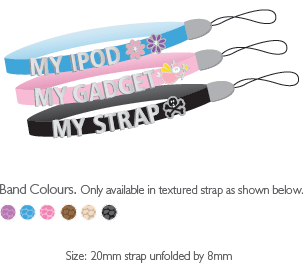 MY IPOD
MY GADGET
MY STRAP
Band Colours. Only available in textured strap as shown below.
Size: 20mm strap unfolded by 8mm